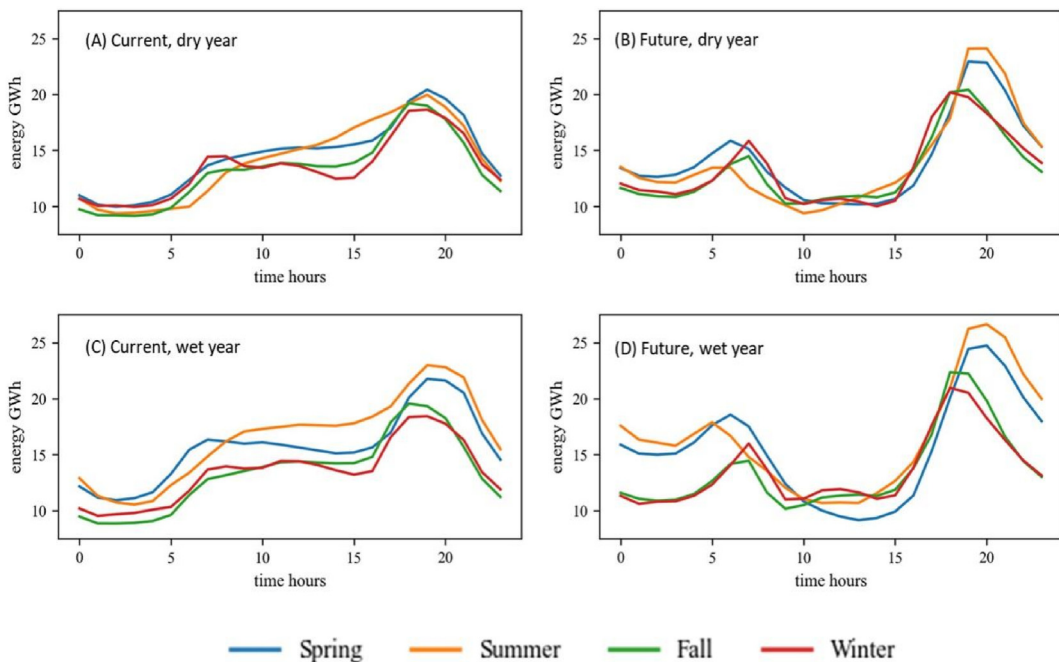 (A) Current, dry year
energy GWh
25
20
15
10
0 5 10 15 20
time hours
(B) Future, dry year
energy GWh
25
20
15
10
0 5 10 15 20
time hours
(C) Current, wet year
energy GWh
25
20
15
10
0 5 10 15 20
time hours
(D) Future, wet year
energy GWh
25
20
15
10
0 5 10 15 20
time hours
Spring Summer Fall Winter